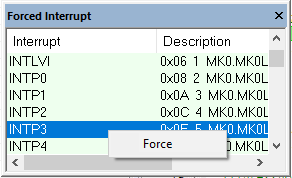 Forced Interrupt
Interrupt Description
INTLVI 0x06 1 MK0.MK0L
INTP0 0x08 2 MK0.MK0L
INTP1 0x0A 3 MK0.MK0L
INTP2 0x0C 4 MK0.MK0L
INTP3 0x0E 5 MK0.MK0L
INTP4
Force